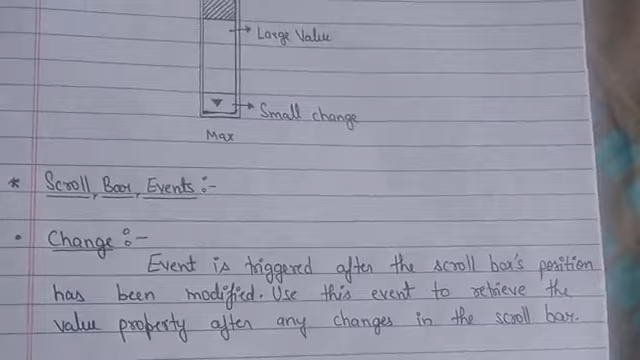 Large Value
Small change
Max
* Scroll Bar Events :-
• Change :-
Event is triggered after the scroll bar's position
has been modified. Use this event to retrieve the
value property after any changes in the scroll bar.